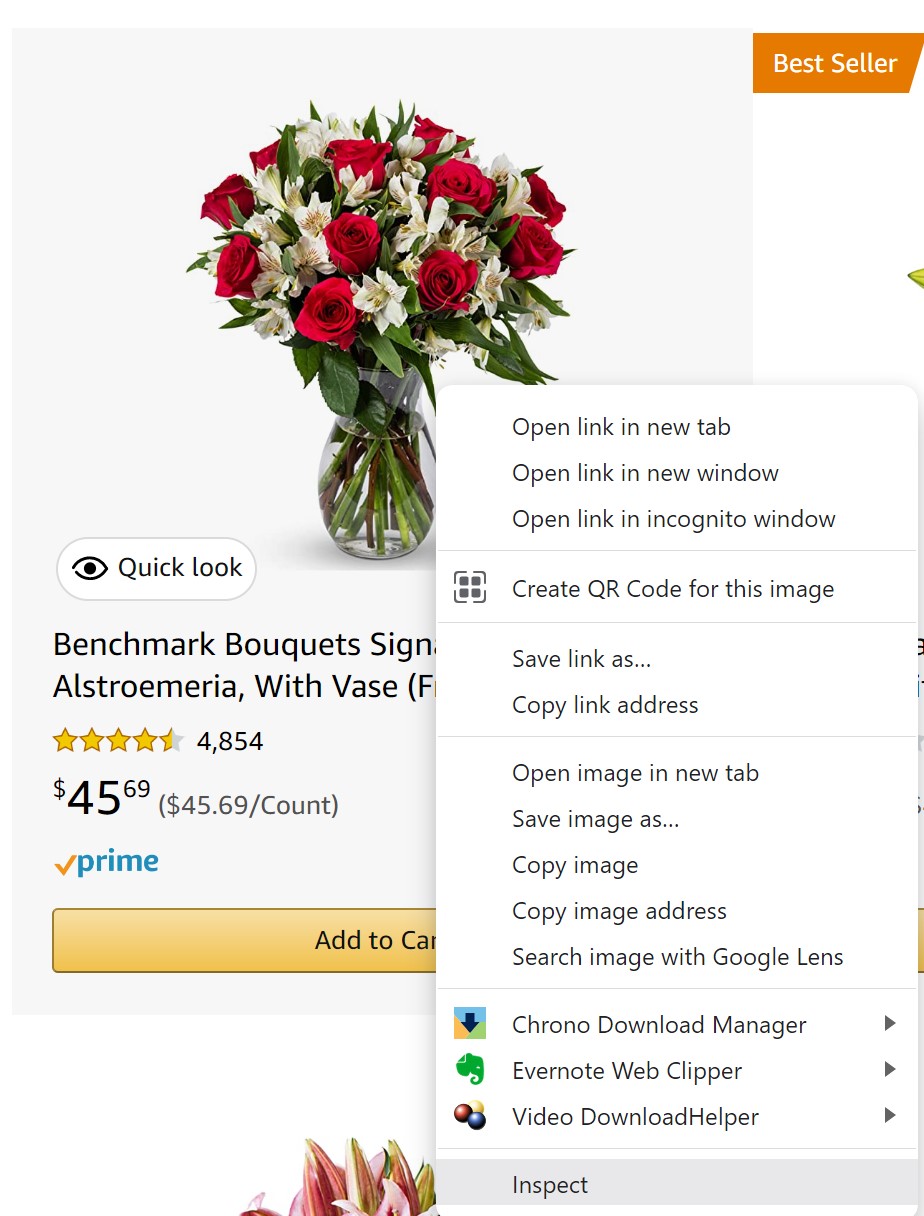 Best Seller
Open link in new tab
Open link in new window
Open link in incognito window
Quick look
Create QR Code for this image
Benchmark Bouquets
Alstroemeria, With Vase
Save link as...
Copy link address
4,854
$45 69 ($45.69/Count)
prime
Open image in new tab
Save image as...
Copy image
Copy image address
Search image with Google Lens
Add to
Chrono Download Manager
Evernote Web Clipper
Video DownloadHelper
Inspect